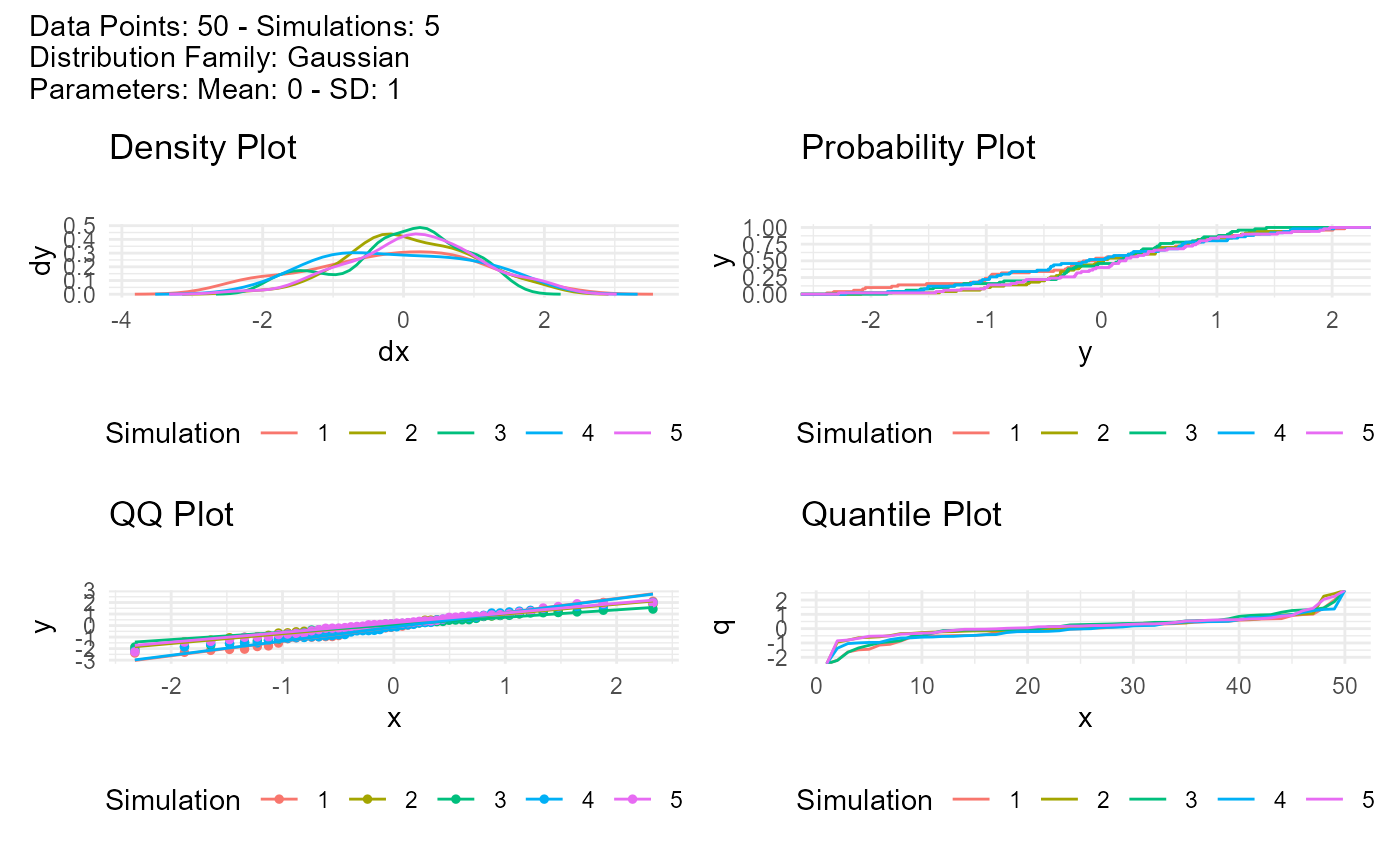 Data Points: 50 - Simulations: 5
Distribution Family: Gaussian
Parameters: Mean: 0 - SD: 1
Density Plot
dy
0.5
0.4
0.3
0.2
0.1
0.0
-4 -2 0 2
dx
Simulation 1 2 3 4 5
Probability Plot
y
1.00
0.75
0.50
0.25
0.00
-2 -1 0 1 2
y
Simulation 1 2 3 4 5
QQ Plot
y
3
2
1
0
-1
-2
-3
-2 -1 0 1 2
x
Simulation 1 2 3 4 5
Quantile Plot
q
2
1
0
-1
-2
0 10 20 30 40 50
x
Simulation 1 2 3 4 5